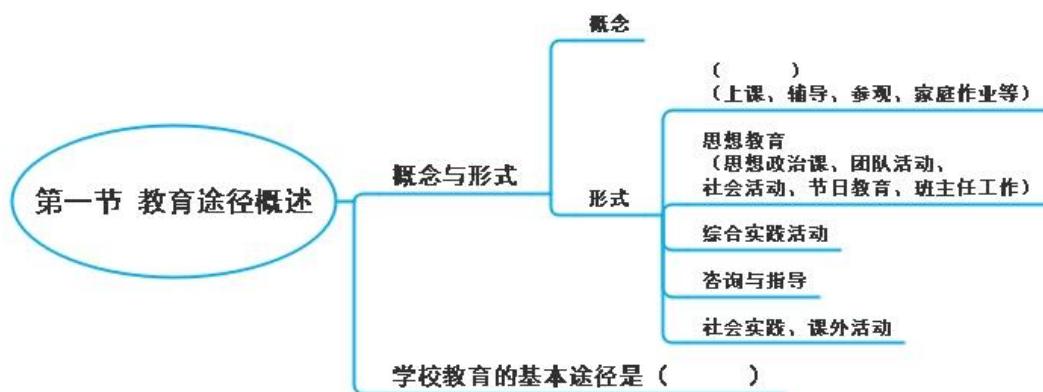 第一节 教育途径概述
概念与形式
概念
形式
（ ）
（上课、辅导、参观、家庭作业等）
思想教育
（思想政治课、团队活动、
社会活动、节日教育、班主任工作）
综合实践活动
咨询与指导
社会实践、课外活动
学校教育的基本途径是（ ）